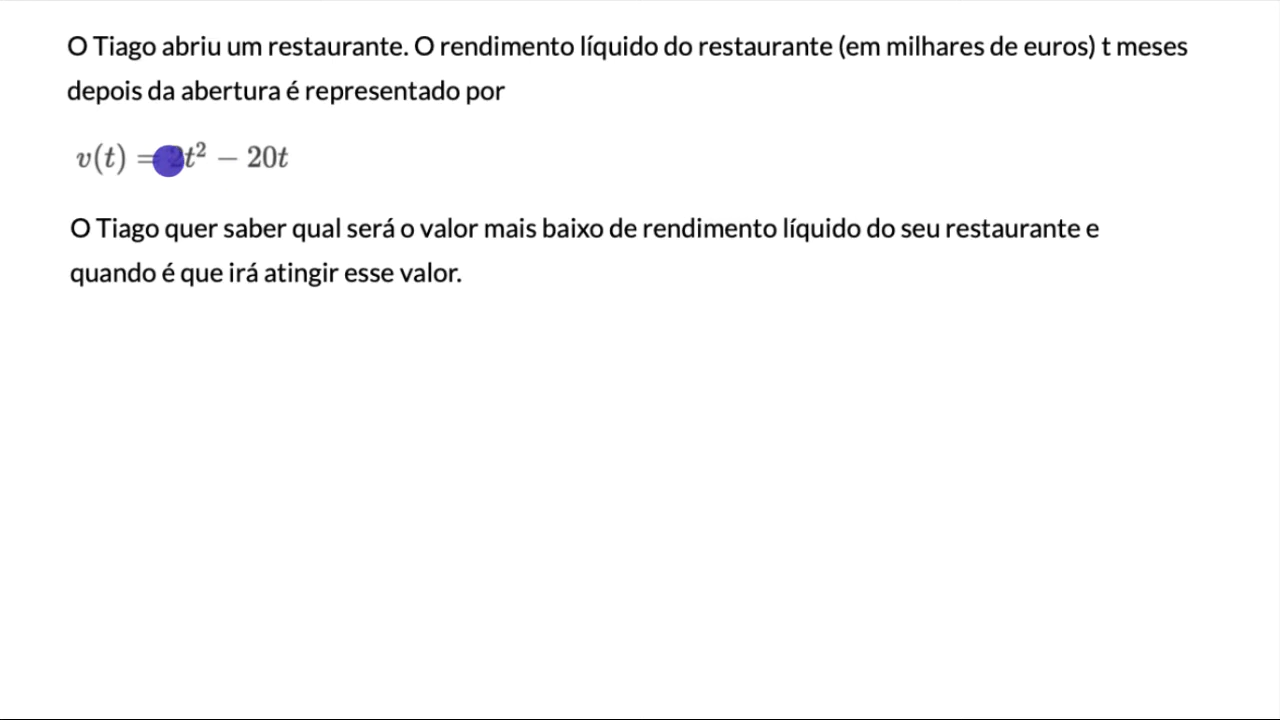 O Tiago abriu um restaurante. O rendimento líquido do restaurante (em milhares de euros) t meses
depois da abertura é representado por
v(t) = 2t² − 20t
O Tiago quer saber qual será o valor mais baixo de rendimento líquido do seu restaurante e
quando é que irá atingir esse valor.